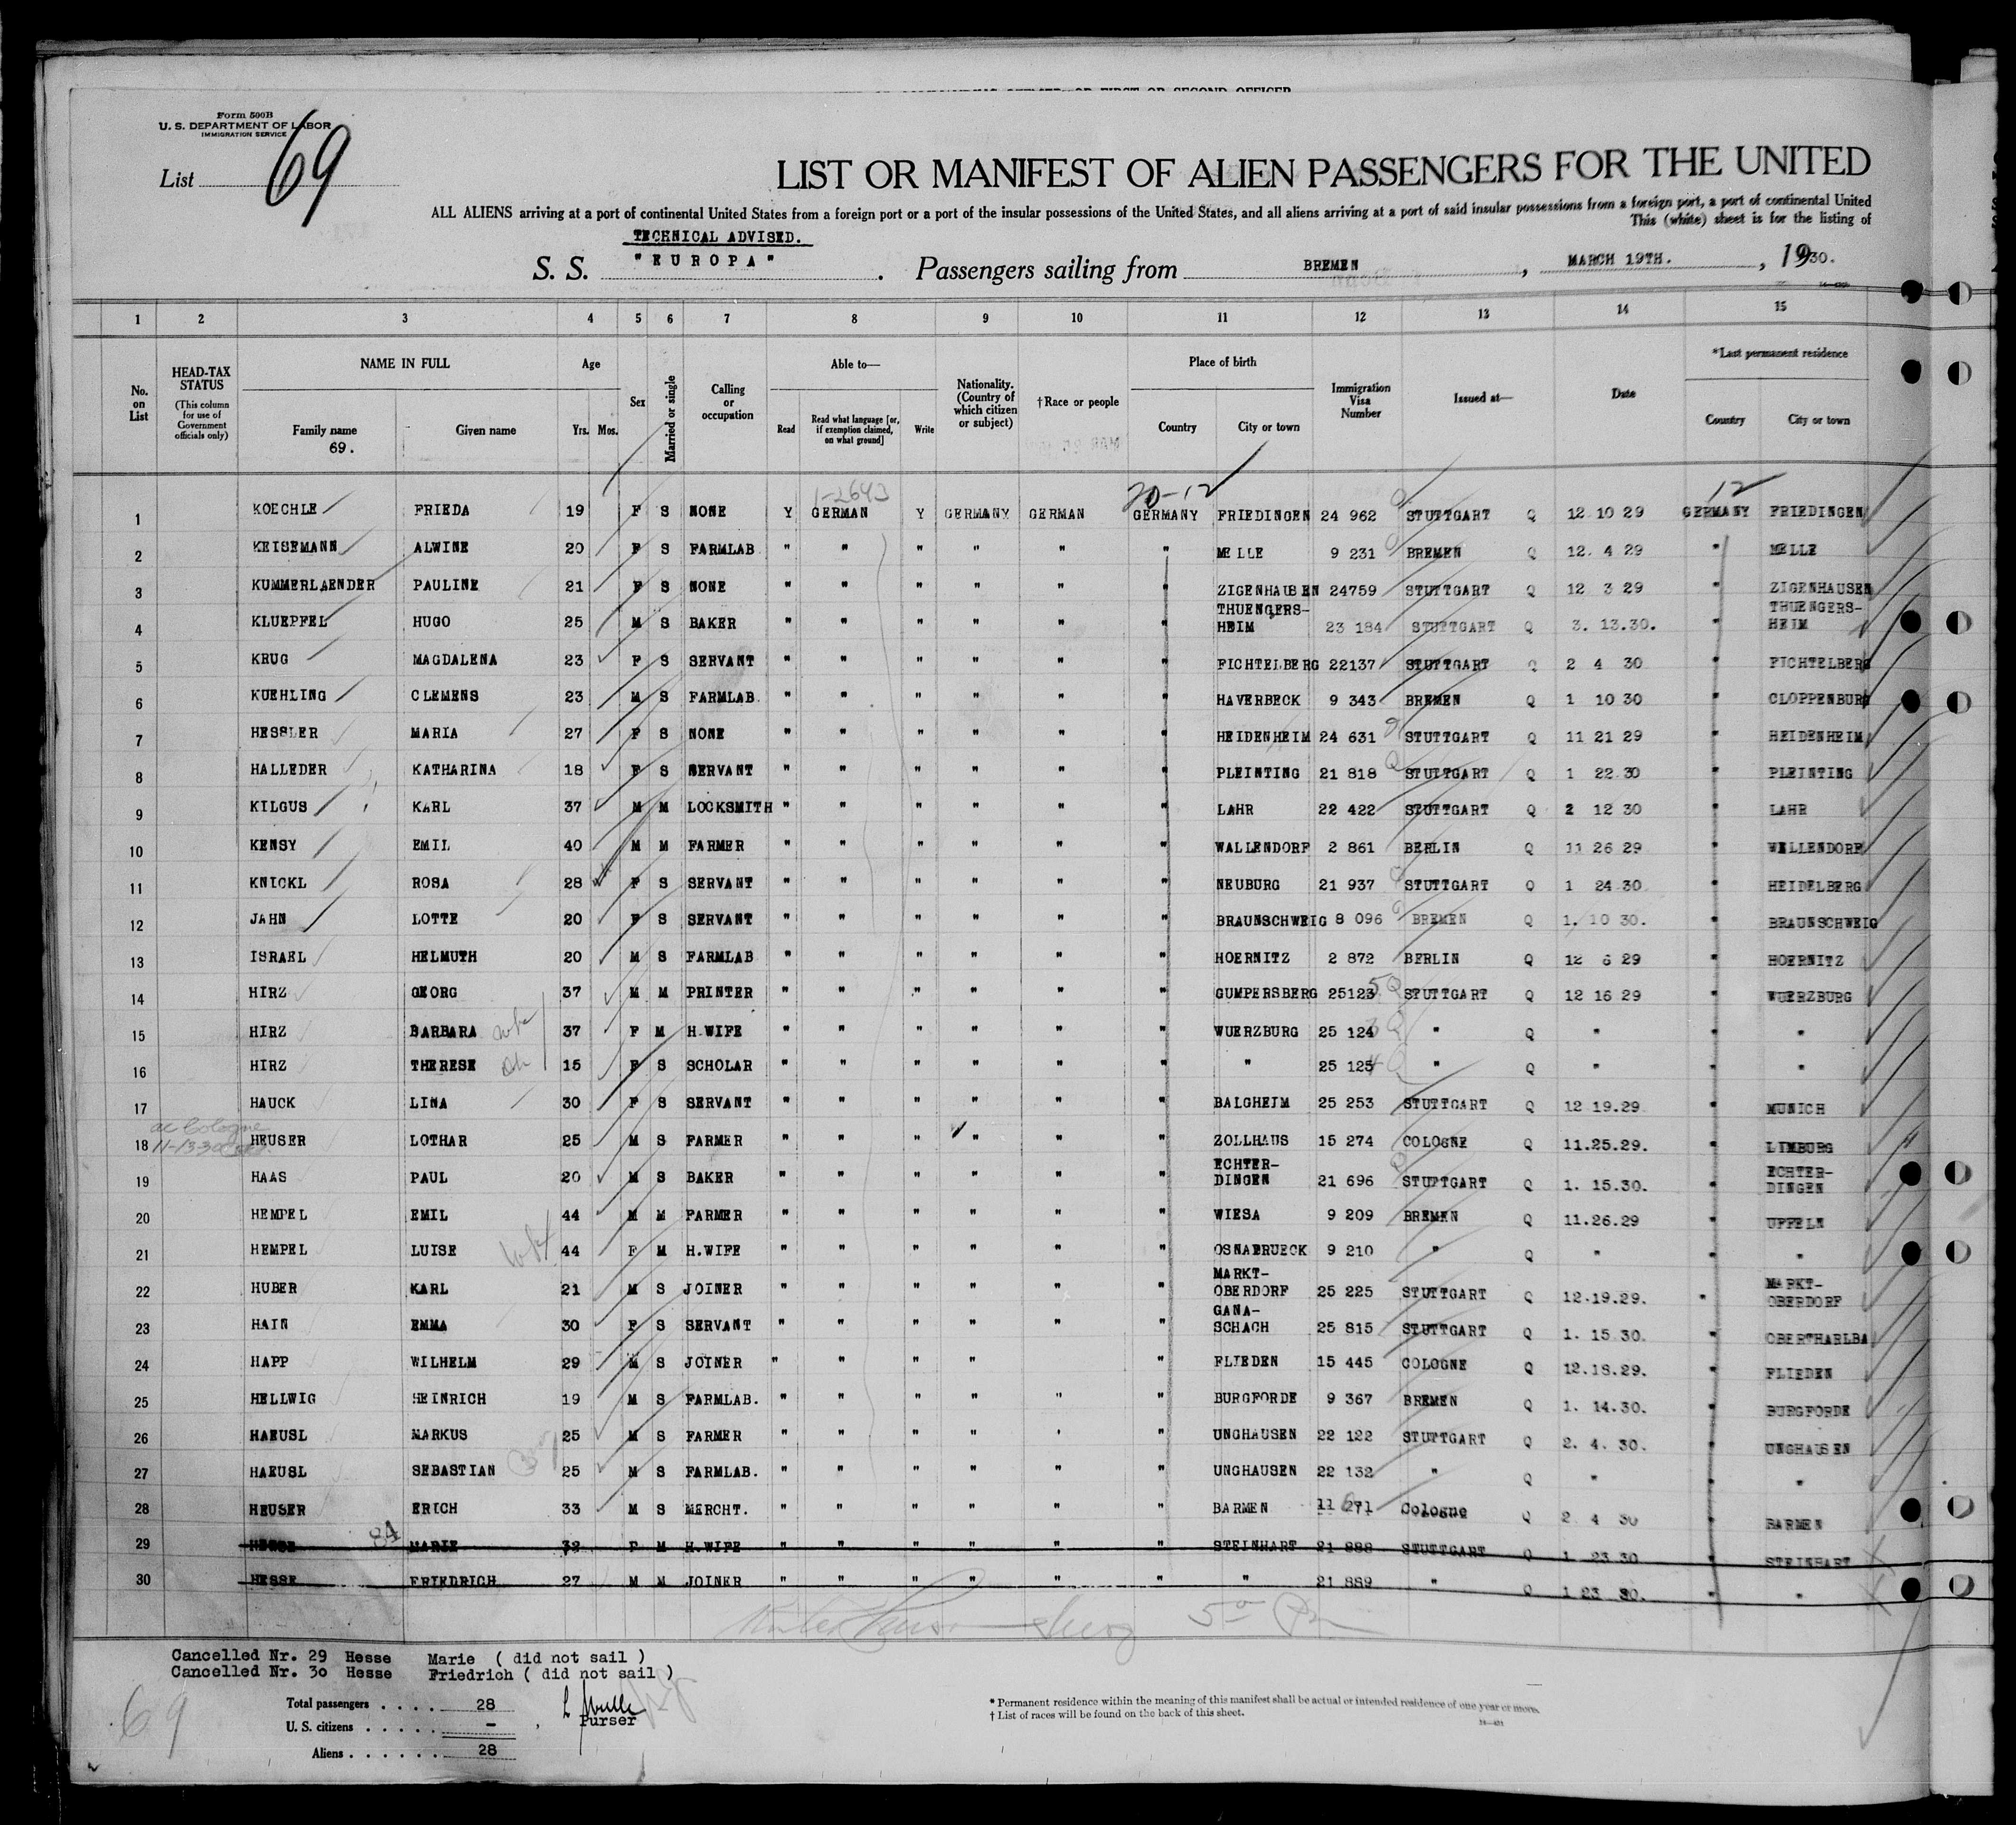 Form 500B
U. S. DEPARTMENT OF LABOR
IMMIGRATION SERVICE
List 69
LIST OR MANIFEST OF ALIEN PASSENGERS FOR THE UNITED
ALL ALIENS arriving at a port of continental United States from a foreign port or a port of the insular possessions of the United States, and all aliens arriving at a port of said insular possessions from a foreign port, a port of continental United
This (white) sheet is for the listing of
TECHNICAL ADVISED.
S. S. "EUROPA". Passengers sailing from BREMEN, MARCH 19TH., 1930.
1 2 3 4 5 6 7 8 9 10 11 12 13 14 15
No. on List
HEAD-TAX STATUS (This column for use of Government officials only)
NAME IN FULL Family name Given name
69.
Age Yrs. Mos.
Sex
Married or single
Calling or occupation
Able to— Read Read what language [or, if exemption claimed, on what ground] Write
Nationality. (Country of which citizen or subject)
†Race or people
Place of birth Country City or town
Immigration Visa Number
Issued at—
Date
*Last permanent residence Country City or town
1-2643 20-12 12
1 KOECHLE FRIEDA 19 F S NONE Y GERMAN Y GERMANY GERMAN GERMANY FRIEDINGEN 24 962 STUTTGART Q 12 10 29 GERMANY FRIEDINGEN
2 KEISEMANN ALWINE 20 F S FARMLAB " " " " " " MELLE 9 231 BREMEN Q 12. 4 29 " MELLE
3 KUMMERLAENDER PAULINE 21 F S NONE " " " " " " ZIGENHAUSEN 24759 STUTTGART Q 12 3 29 " ZIGENHAUSEN
4 KLUEPFEL HUGO 25 M S BAKER " " " " " " THUENGERS-HEIM 23 184 STUTTGART Q 3. 13.30. " THUENGERS-HEIM
5 KRUG MAGDALENA 23 F S SERVANT " " " " " " FICHTELBERG 22137 STUTTGART Q 2 4 30 " FICHTELBERG
6 KUEHLING CLEMENS 23 M S FARMLAB. " " " " " " HAVERBECK 9 343 BREMEN Q 1 10 30 " CLOPPENBURG
7 HESSLER MARIA 27 F S NONE " " " " " " HEIDENHEIM 24 631 STUTTGART Q 11 21 29 " HEIDENHEIM
8 HALLEDER KATHARINA 18 F S SERVANT " " " " " " PLEINTING 21 818 STUTTGART Q 1 22 30 " PLEINTING
9 KILGUS KARL 37 M M LOCKSMITH " " " " " " LAHR 22 422 STUTTGART Q 2 12 30 " LAHR
10 KENSY EMIL 40 M M FARMER " " " " " " WALLENDORF 2 861 BERLIN Q 11 26 29 " WALLENDORF
11 KNICKL ROSA 28 F S SERVANT " " " " " " NEUBURG 21 937 STUTTGART Q 1 24 30 " HEIDELBERG
12 JAHN LOTTE 20 F S SERVANT " " " " " " BRAUNSCHWEIG 8 096 BREMEN Q 1. 10 30. " BRAUNSCHWEIG
13 ISRAEL HELMUTH 20 M S FARMLAB " " " " " " HOERNITZ 2 872 BERLIN Q 12 6 29 " HOERNITZ
14 HIRZ GEORG 37 M M PRINTER " " " " " " GUMPERSBERG 25123 STUTTGART Q 12 16 29 " WUERZBURG
15 HIRZ BARBARA wfe 37 F M H.WIFE " " " " " " WUERZBURG 25 124 " Q " " "
16 HIRZ THERESE dh 15 F S SCHOLAR " " " " " " " 25 125 " Q " " "
17 HAUCK LINA 30 F S SERVANT " " " " " " BALGHEIM 25 253 STUTTGART Q 12 19.29 " MUNICH
18 HEUSER LOTHAR 25 M S FARMER " " " " " " ZOLLHAUS 15 274 COLOGNE Q 11.25.29. " LIMBURG
19 HAAS PAUL 20 M S BAKER " " " " " " ECHTER-DINGEN 21 696 STUTTGART Q 1. 15.30. " ECHTER-DINGEN
20 HEMPEL EMIL 44 M M FARMER " " " " " " WIESA 9 209 BREMEN Q 11.26.29 " UFFELN
21 HEMPEL LUISE wfe 44 F M H.WIFE " " " " " " OSNABRUECK 9 210 " Q " " "
22 HUBER KARL 21 M S JOINER " " " " " " MARKT-OBERDORF 25 225 STUTTGART Q 12.19.29. " MARKT-OBERDORF
23 HAIN EMMA 30 F S SERVANT " " " " " " GANA-SCHACH 25 815 STUTTGART Q 1. 15 30. " OBERTHARLBA
24 HAPP WILHELM 29 M S JOINER " " " " " FLIEDEN 15 445 COLOGNE Q 12.18.29. " FLIEDEN
25 HELLWIG HEINRICH 19 M S FARMLAB. " " " " " " BURGFORDE 9 367 BREMEN Q 1. 14.30. " BURGFORDE
26 HAEUSL MARKUS 25 M S FARMER " " " " " " UNGHAUSEN 22 122 STUTTGART Q 2. 4. 30. " UNGHAUSEN
27 HAEUSL SEBASTIAN 25 M S FARMLAB. " " " " " " UNGHAUSEN 22 132 " Q " " "
28 HEUSER ERICH 33 M S MERCHT. " " " " " " BARMEN 11 271 Cologne Q 2 4 30 " BARMEN
29 HESSE 84 MARIE 32 F M H.WIFE " " " " " " STEINHART 21 888 STUTTGART Q 1 23 30 " STEINHART
30 HESSE FRIEDRICH 27 M M JOINER " " " " " " " 21 889 " Q 1 23 30. " "
Cancelled Nr. 29 Hesse Marie ( did not sail )
Cancelled Nr. 30 Hesse Friedrich ( did not sail )
69
Total passengers . . . . . 28
U. S. citizens . . . . . –
Aliens . . . . . . . 28
Purser
* Permanent residence within the meaning of this manifest shall be actual or intended residence of one year or more.
† List of races will be found on the back of this sheet.